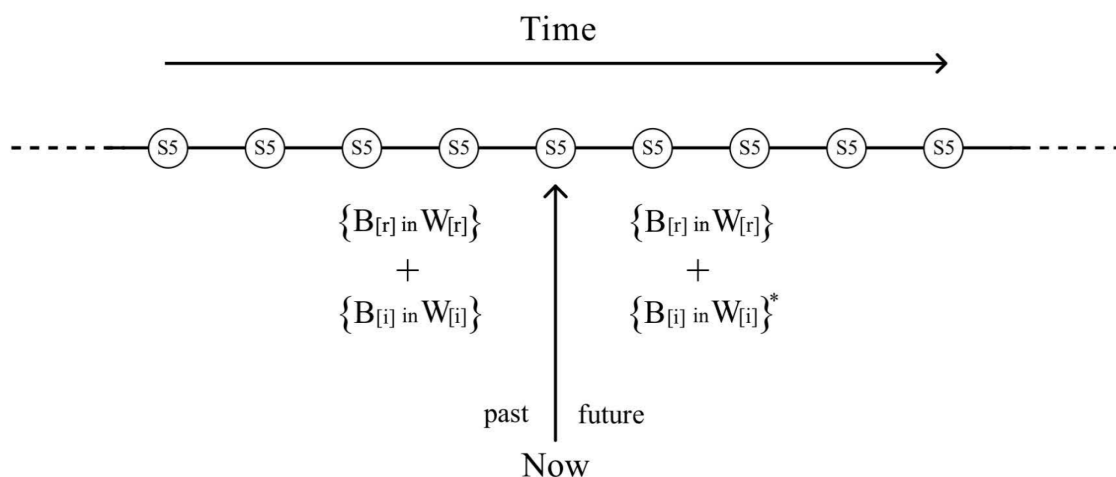 Time
S5 S5 S5 S5 S5 S5 S5 S5 S5
{B[r] in W[r]} {B[r] in W[r]}
+ +
{B[i] in W[i]} {B[i] in W[i]}*
past future
Now